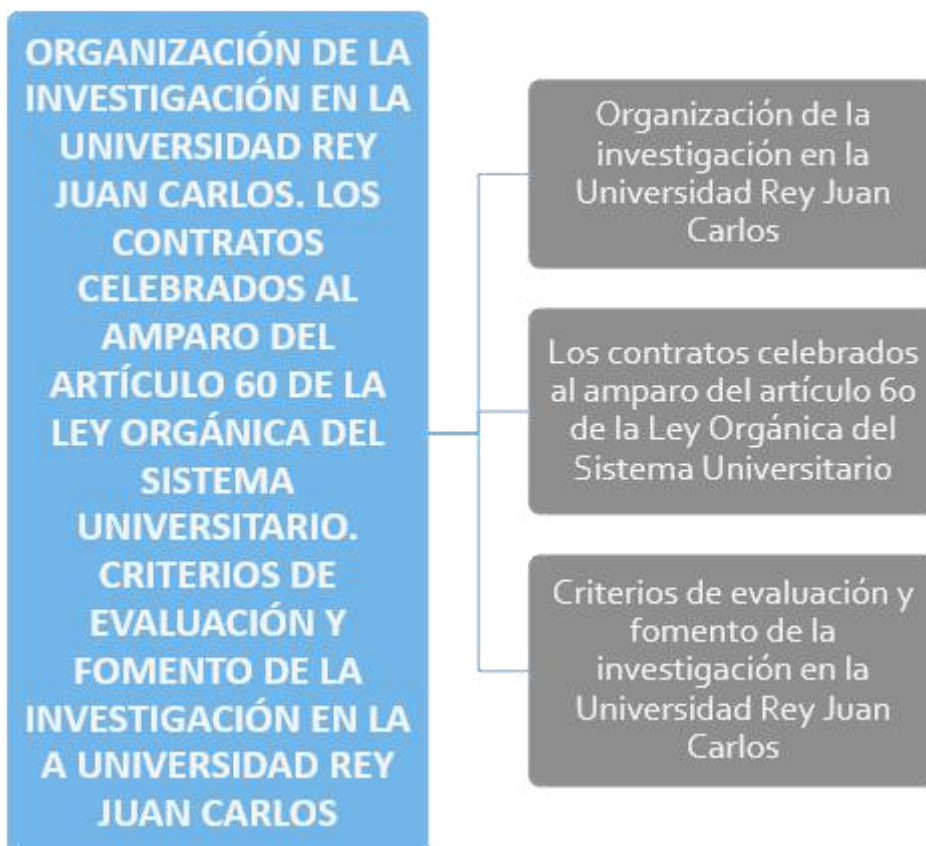 ORGANIZACIÓN DE LA
INVESTIGACIÓN EN LA
UNIVERSIDAD REY
JUAN CARLOS. LOS
CONTRATOS
CELEBRADOS AL
AMPARO DEL
ARTÍCULO 60 DE LA
LEY ORGÁNICA DEL
SISTEMA
UNIVERSITARIO.
CRITERIOS DE
EVALUACIÓN Y
FOMENTO DE LA
INVESTIGACIÓN EN LA
A UNIVERSIDAD REY
JUAN CARLOS
Organización de la
investigación en la
Universidad Rey Juan
Carlos
Los contratos celebrados
al amparo del artículo 60
de la Ley Orgánica del
Sistema Universitario
Criterios de evaluación y
fomento de la
investigación en la
Universidad Rey Juan
Carlos